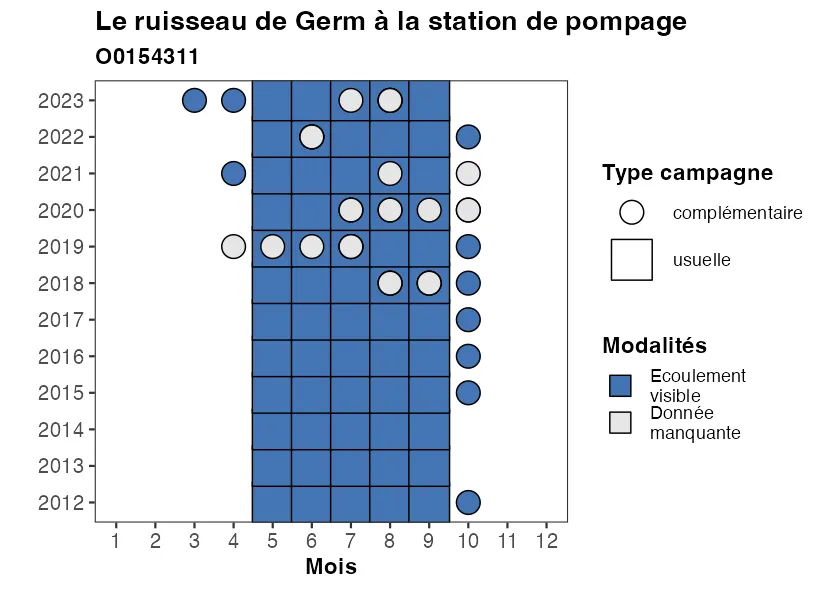 Le ruisseau de Germ à la station de pompage
O0154311
2023
2022
2021
2020
2019
2018
2017
2016
2015
2014
2013
2012
1 2 3 4 5 6 7 8 9 10 11 12
Mois
Type campagne
complémentaire
usuelle
Modalités
Ecoulement
visible
Donnée
manquante